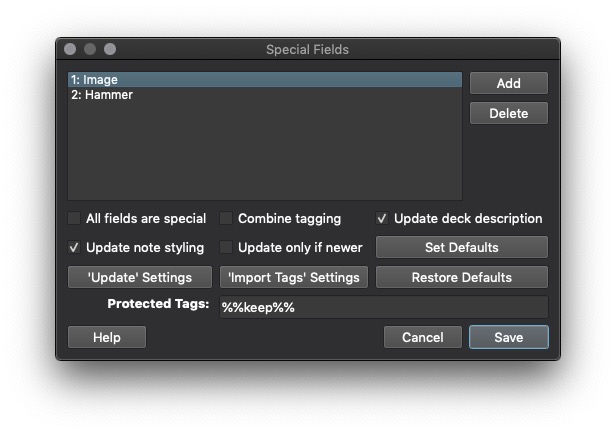 Special Fields
1: Image
2: Hammer
Add
Delete
All fields are special
Combine tagging
Update deck description
Update note styling
Update only if newer
Set Defaults
'Update' Settings
'Import Tags' Settings
Restore Defaults
Protected Tags:
%%keep%%
Help
Cancel
Save